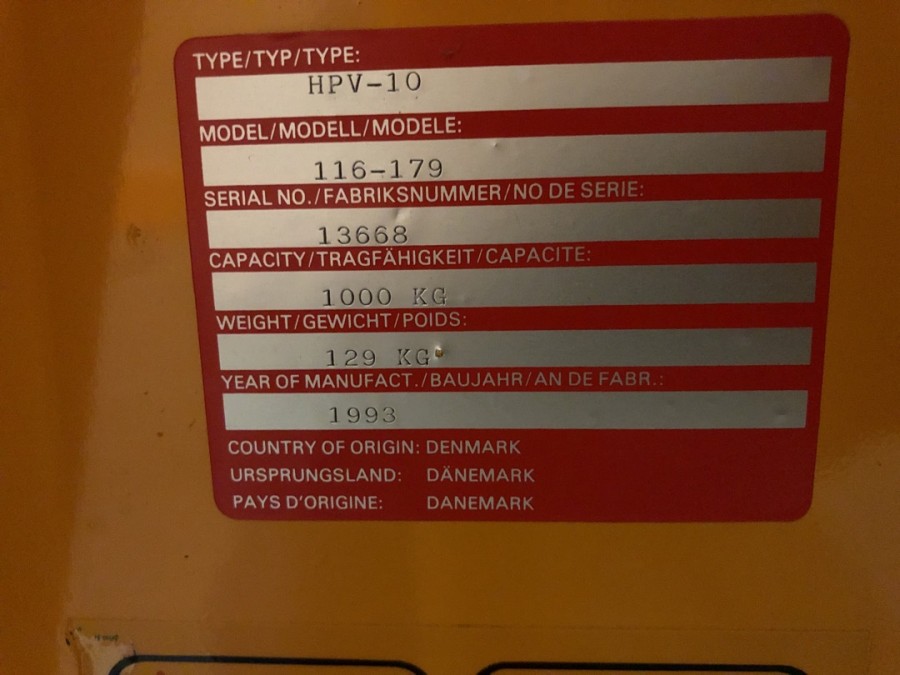 TYPE/TYP/TYPE:
HPV-10
MODEL/MODELL/MODELE:
116-179
SERIAL NO./FABRIKSNUMMER/NO DE SERIE:
13668
CAPACITY/TRAGFÄHIGKEIT/CAPACITE:
1000 KG
WEIGHT/GEWICHT/POIDS:
129 KG
YEAR OF MANUFACT./BAUJAHR/AN DE FABR.:
1993
COUNTRY OF ORIGIN: DENMARK
URSPRUNGSLAND: DÄNEMARK
PAYS D'ORIGINE: DANEMARK